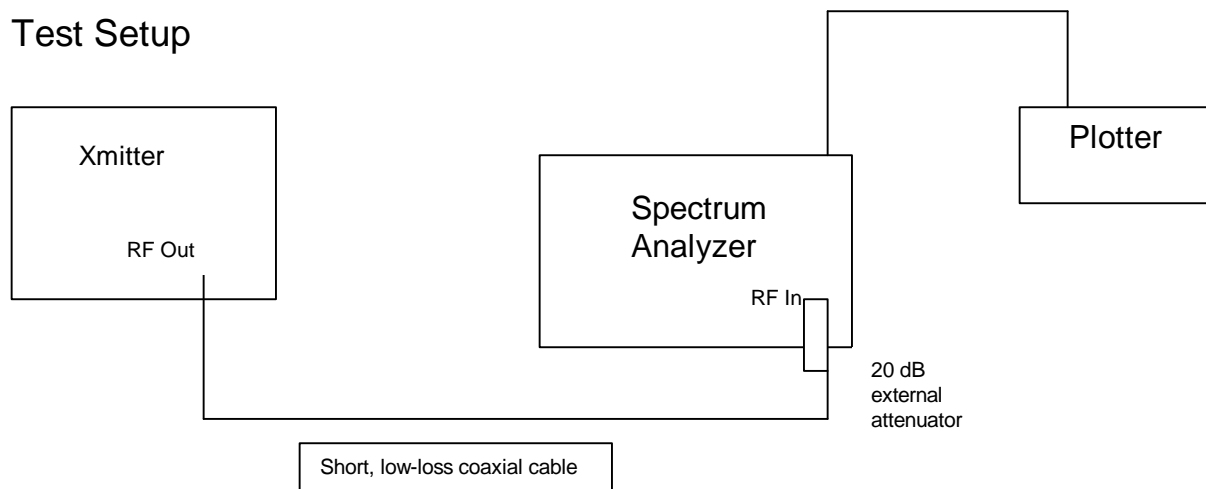 Test Setup
Xmitter
RF Out
Spectrum
Analyzer
RF In
Plotter
20 dB
external
attenuator
Short, low-loss coaxial cable